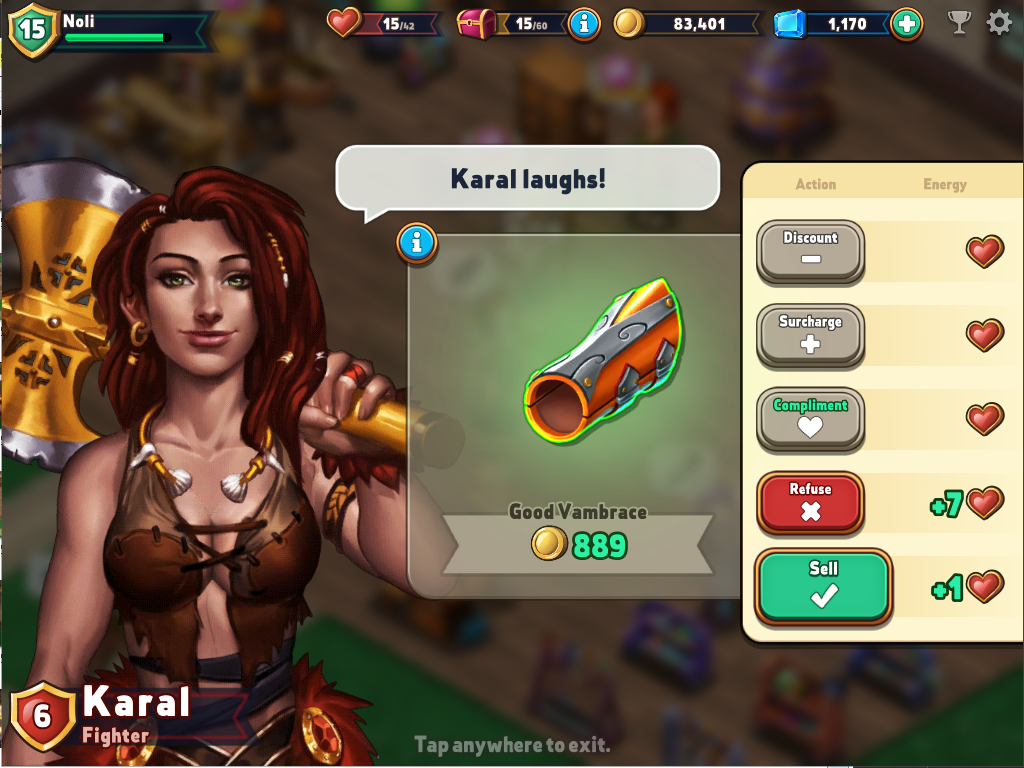 15
Noli
15/42
15/60
i
83,401
1,170
Karal laughs!
Action Energy
i
Discount
Surcharge
Compliment
Refuse
+7
Good Vambrace
889
Sell
+1
6
Karal
Fighter
Tap anywhere to exit.